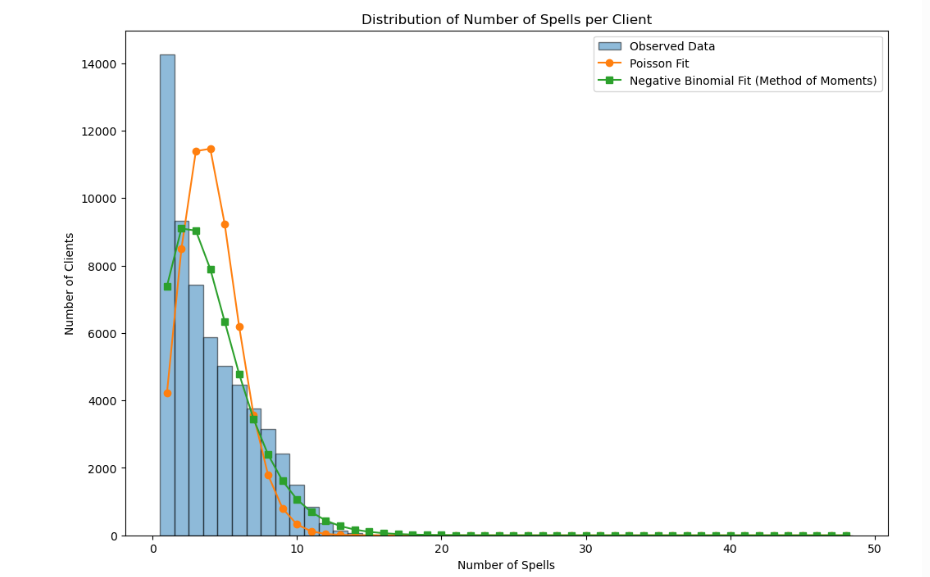 Distribution of Number of Spells per Client
Observed Data
Poisson Fit
Negative Binomial Fit (Method of Moments)
14000
12000
10000
8000
6000
4000
2000
0
Number of Clients
0 10 20 30 40 50
Number of Spells